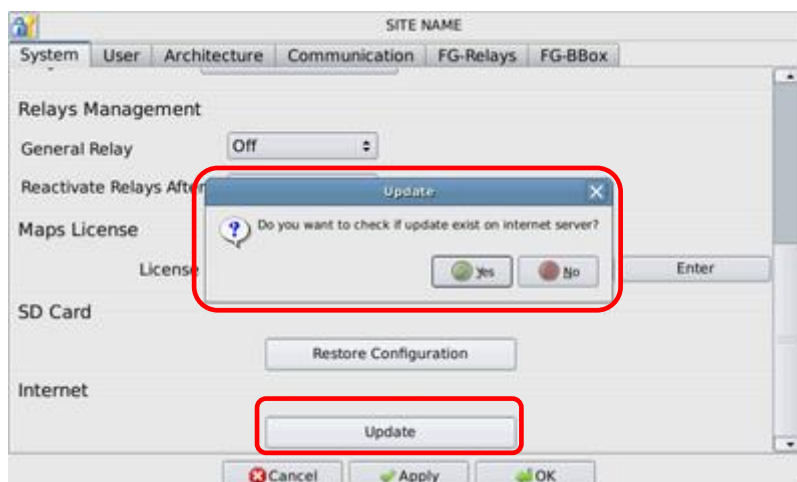 SITE NAME
System User Architecture Communication FG-Relays FG-BBox
Relays Management
General Relay Off
Reactivate Relays After
Update
Do you want to check if update exist on internet server?
Maps License
License Enter
Yes No
SD Card
Restore Configuration
Internet
Update
Cancel Apply OK